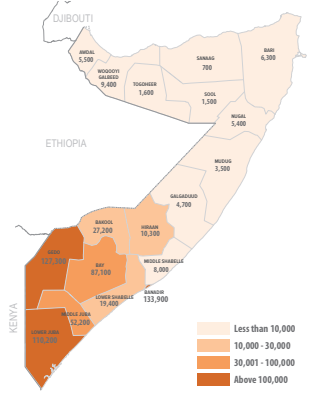 DJIBOUTI
AWDAL
5,500
WOQOOYI
GALBEED
9,400
TOGDHEER
1,600
SANAAG
700
SOOL
1,500
BARI
6,300
NUGAL
5,400
ETHIOPIA
MUDUG
3,500
GALGADUUD
4,700
BAKOOL
27,200
HIRAAN
10,300
GEDO
BAY
87,100
MIDDLE SHABELLE
8,000
BANADIR
133,900
LOWER SHABELLE
19,400
MIDDLE JUBA
52,200
LOWER JUBA
KENYA
Less than 10,000
10,000 - 30,000
30,001 - 100,000
Above 100,000